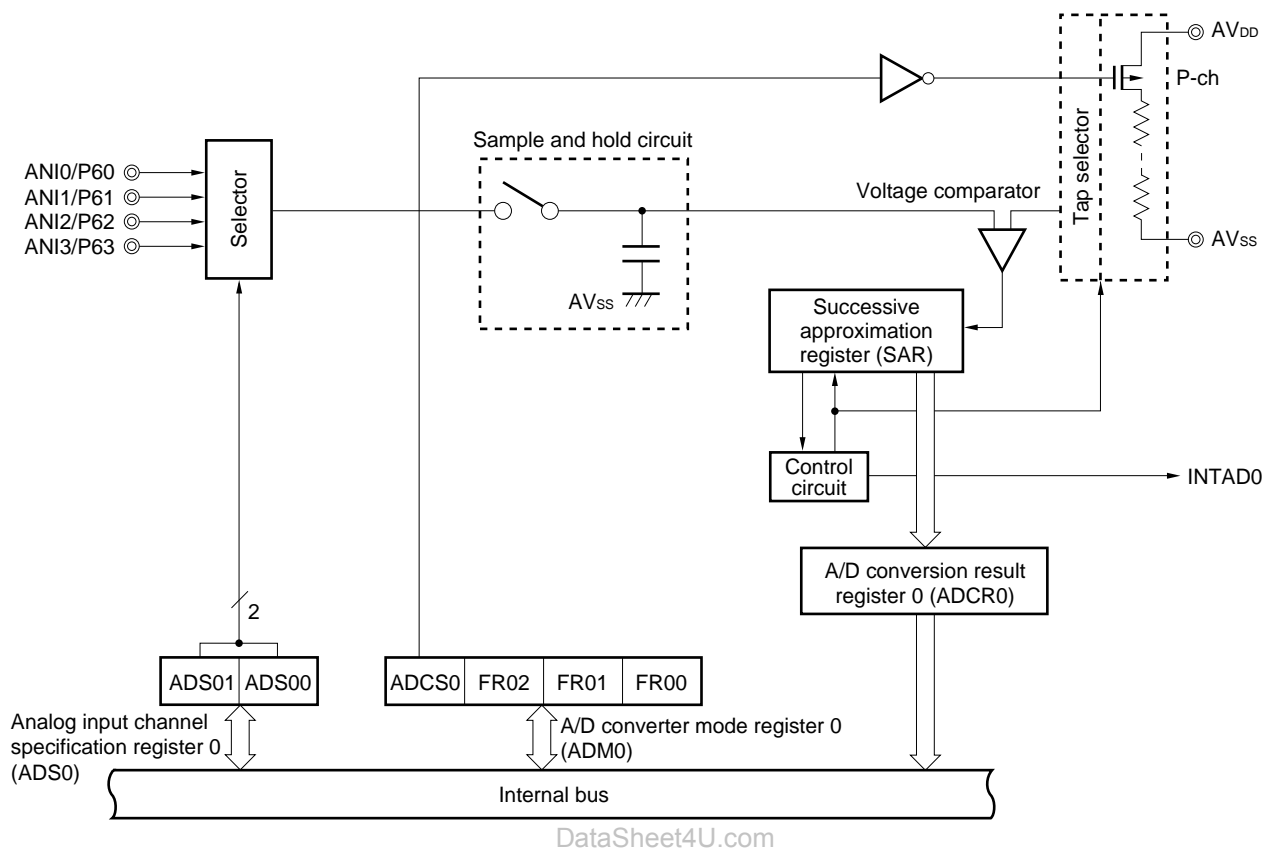 AVDD
P-ch
Tap selector
Sample and hold circuit
ANI0/P60
ANI1/P61
ANI2/P62
ANI3/P63
Selector
Voltage comparator
AVSS
AVSS
Successive
approximation
register (SAR)
Control
circuit
INTAD0
A/D conversion result
register 0 (ADCR0)
2
ADS01
ADS00
ADCS0
FR02
FR01
FR00
Analog input channel
specification register 0
(ADS0)
A/D converter mode register 0
(ADM0)
Internal bus
DataSheet4U.com